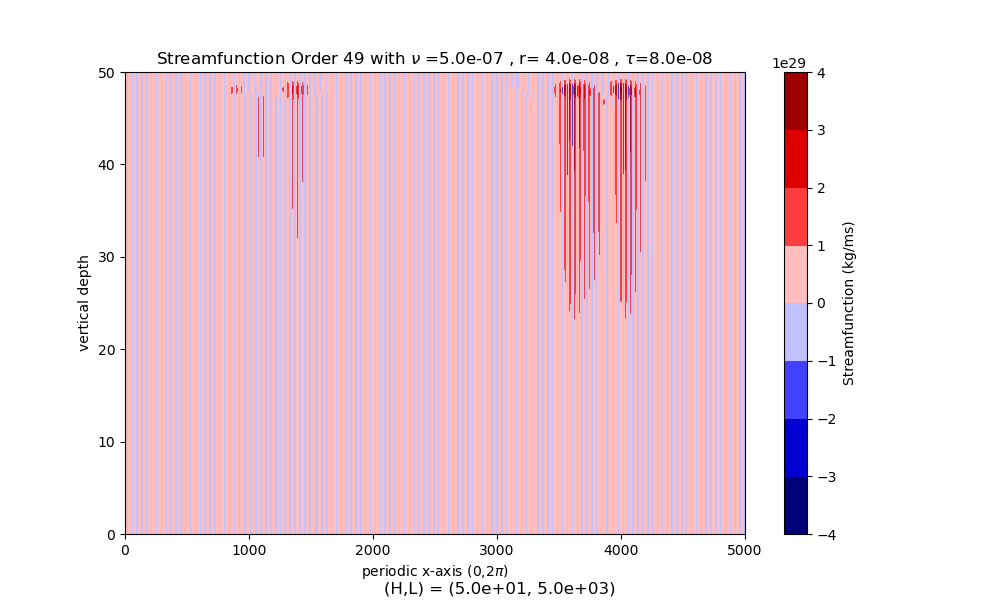 Streamfunction Order 49 with ν =5.0e-07 , r= 4.0e-08 , τ=8.0e-08
1e29
50
40
30
20
10
0
vertical depth
0 1000 2000 3000 4000 5000
periodic x-axis (0,2π)
(H,L) = (5.0e+01, 5.0e+03)
4
3
2
1
0
−1
−2
−3
−4
Streamfunction (kg/ms)